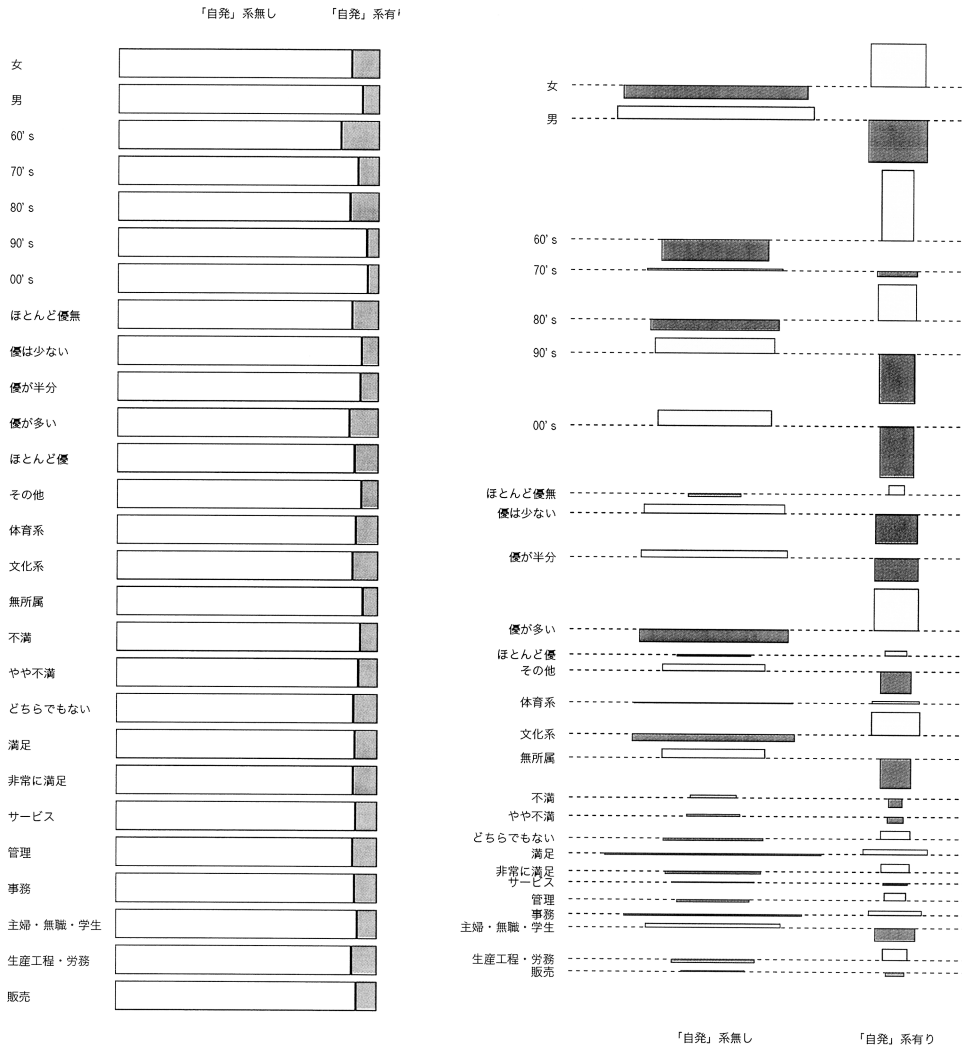 「自発」系無し 「自発」系有り
女
男
60's
70's
80's
90's
00's
ほとんど優無
優は少ない
優が半分
優が多い
ほとんど優
その他
体育系
文化系
無所属
不満
やや不満
どちらでもない
満足
非常に満足
サービス
管理
事務
主婦・無職・学生
生産工程・労務
販売
女
男
60's
70's
80's
90's
00's
ほとんど優無
優は少ない
優が半分
優が多い
ほとんど優
その他
体育系
文化系
無所属
不満
やや不満
どちらでもない
満足
非常に満足
サービス
管理
事務
主婦・無職・学生
生産工程・労務
販売
「自発」系無し 「自発」系有り